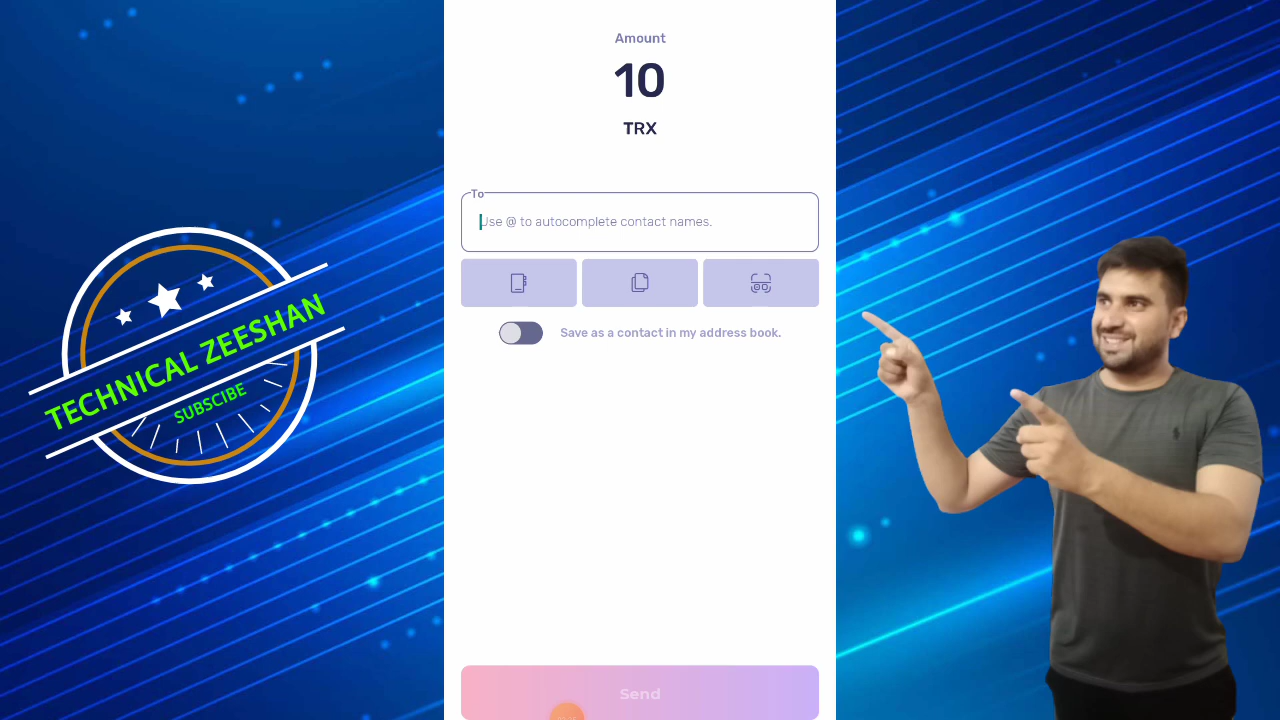 TECHNICAL ZEESHAN
SUBSCIBE
Amount
10
TRX
To
Use @ to autocomplete contact names.
Save as a contact in my address book.
Send